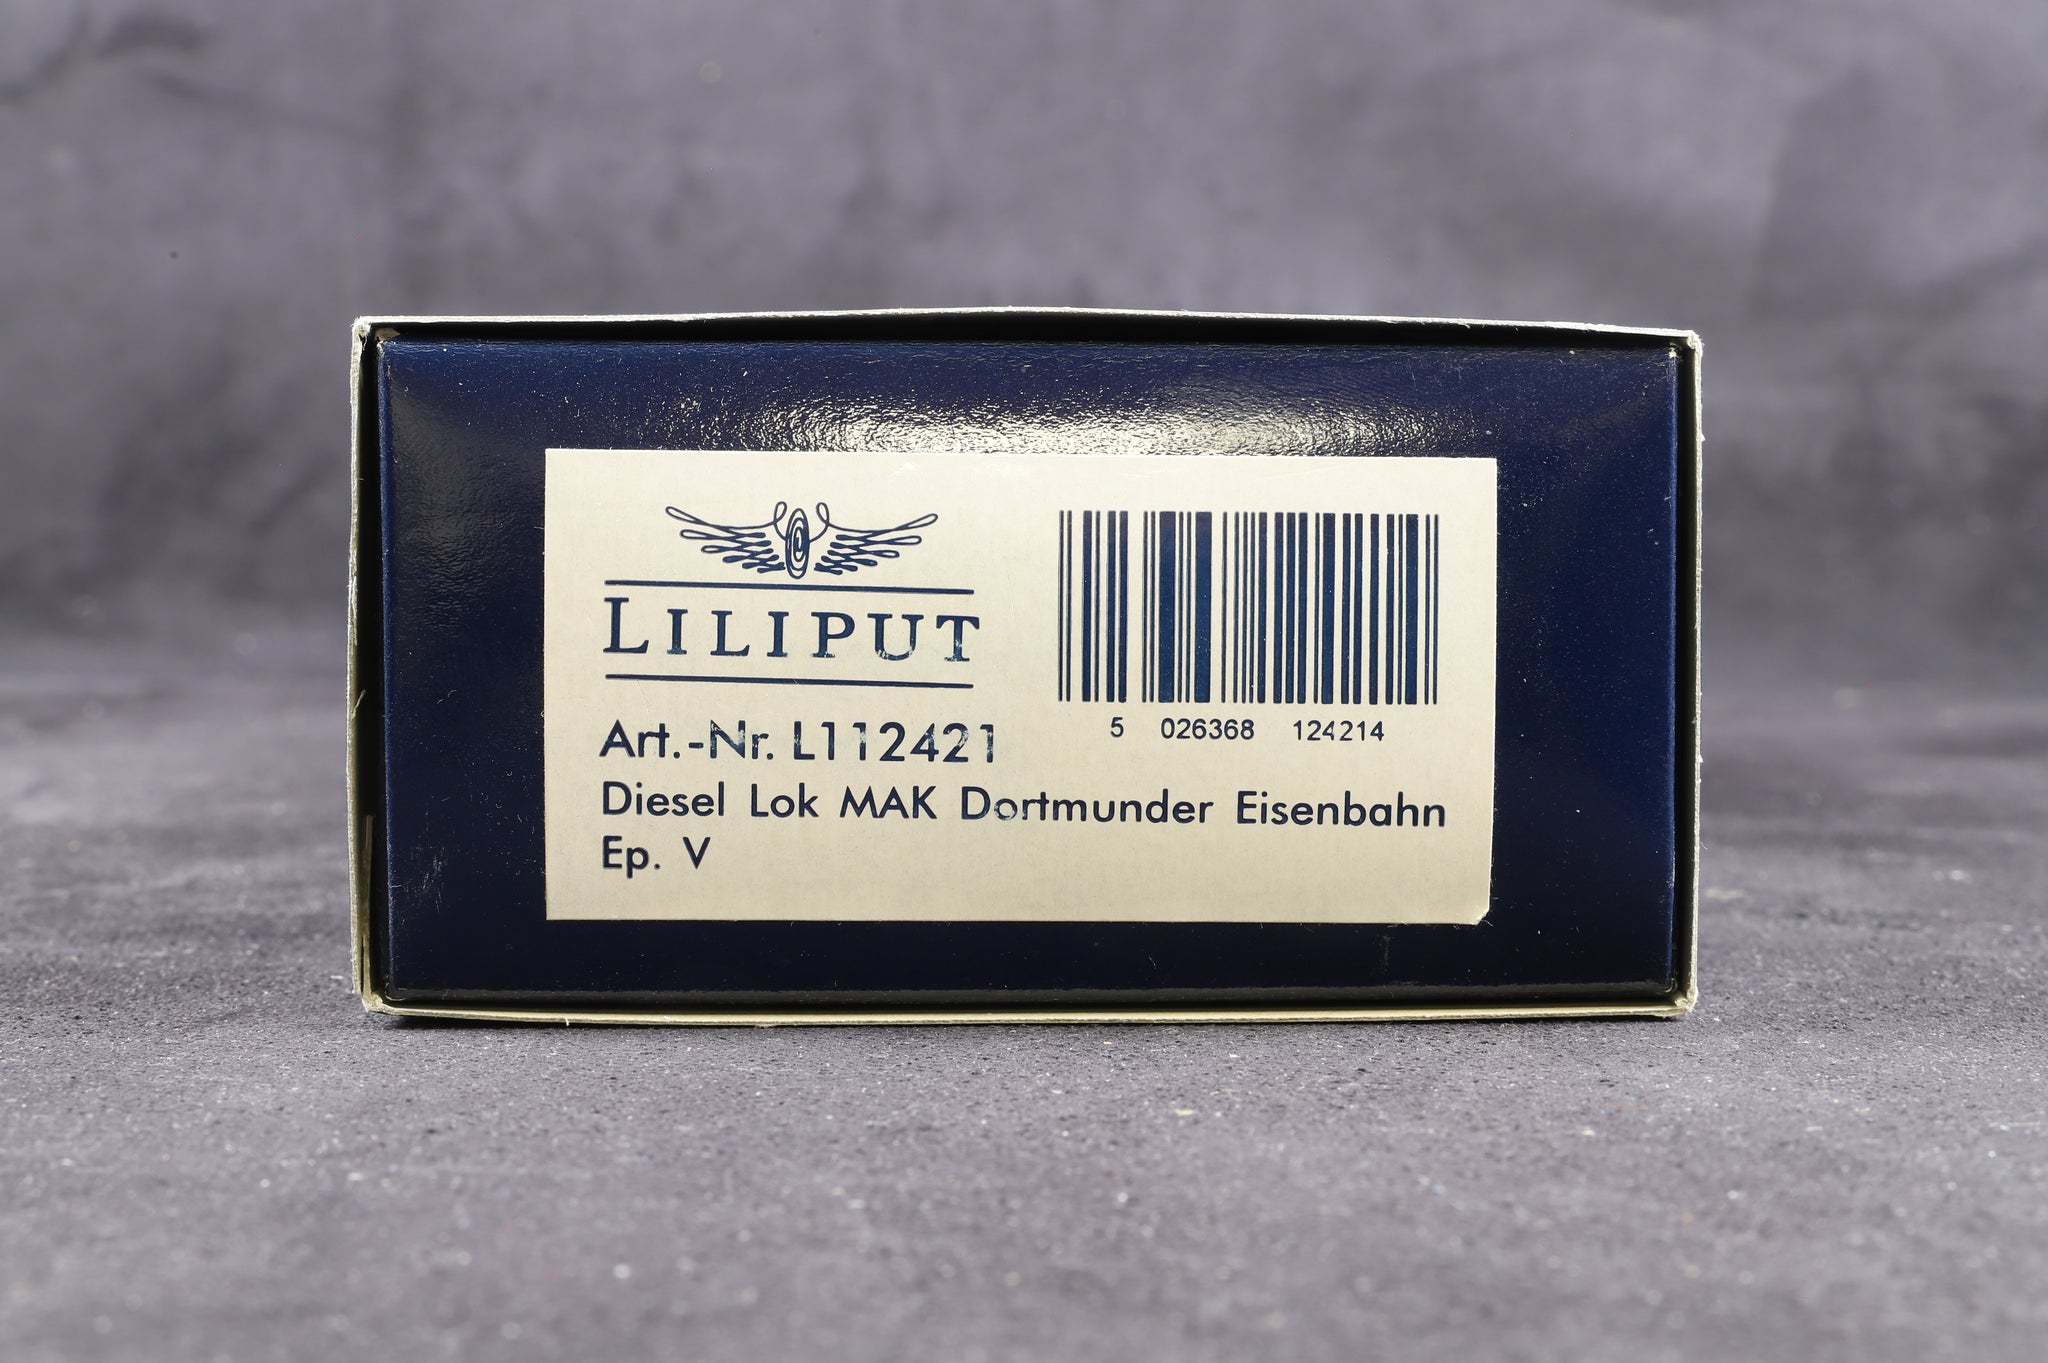 LILIPUT
5 026368 124214
Art.-Nr. L112421
Diesel Lok MAK Dortmunder Eisenbahn
Ep. V